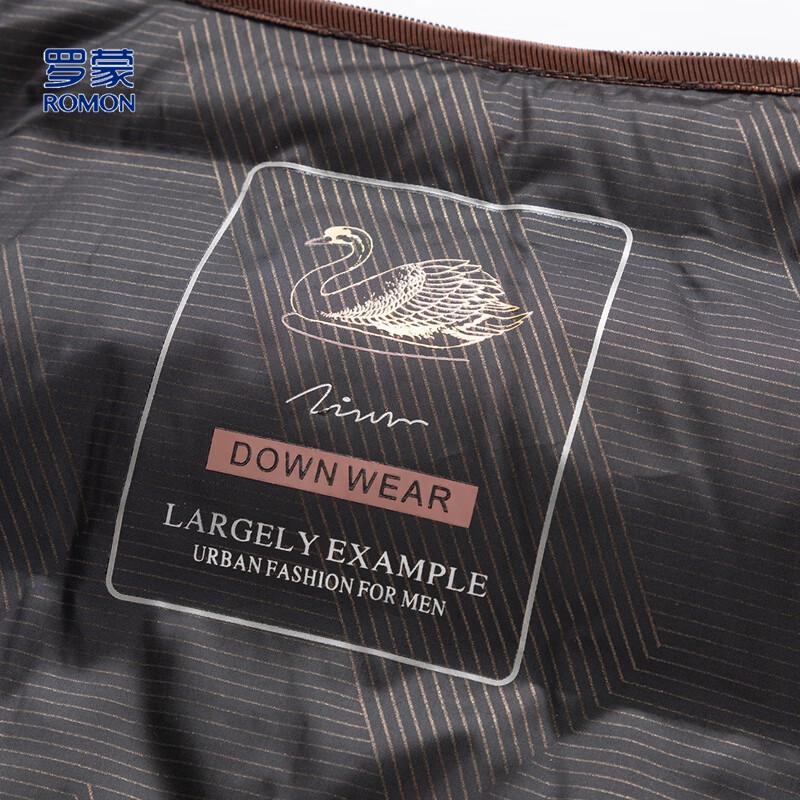 罗蒙
ROMON
DOWN WEAR
LARGELY EXAMPLE
URBAN FASHION FOR MEN